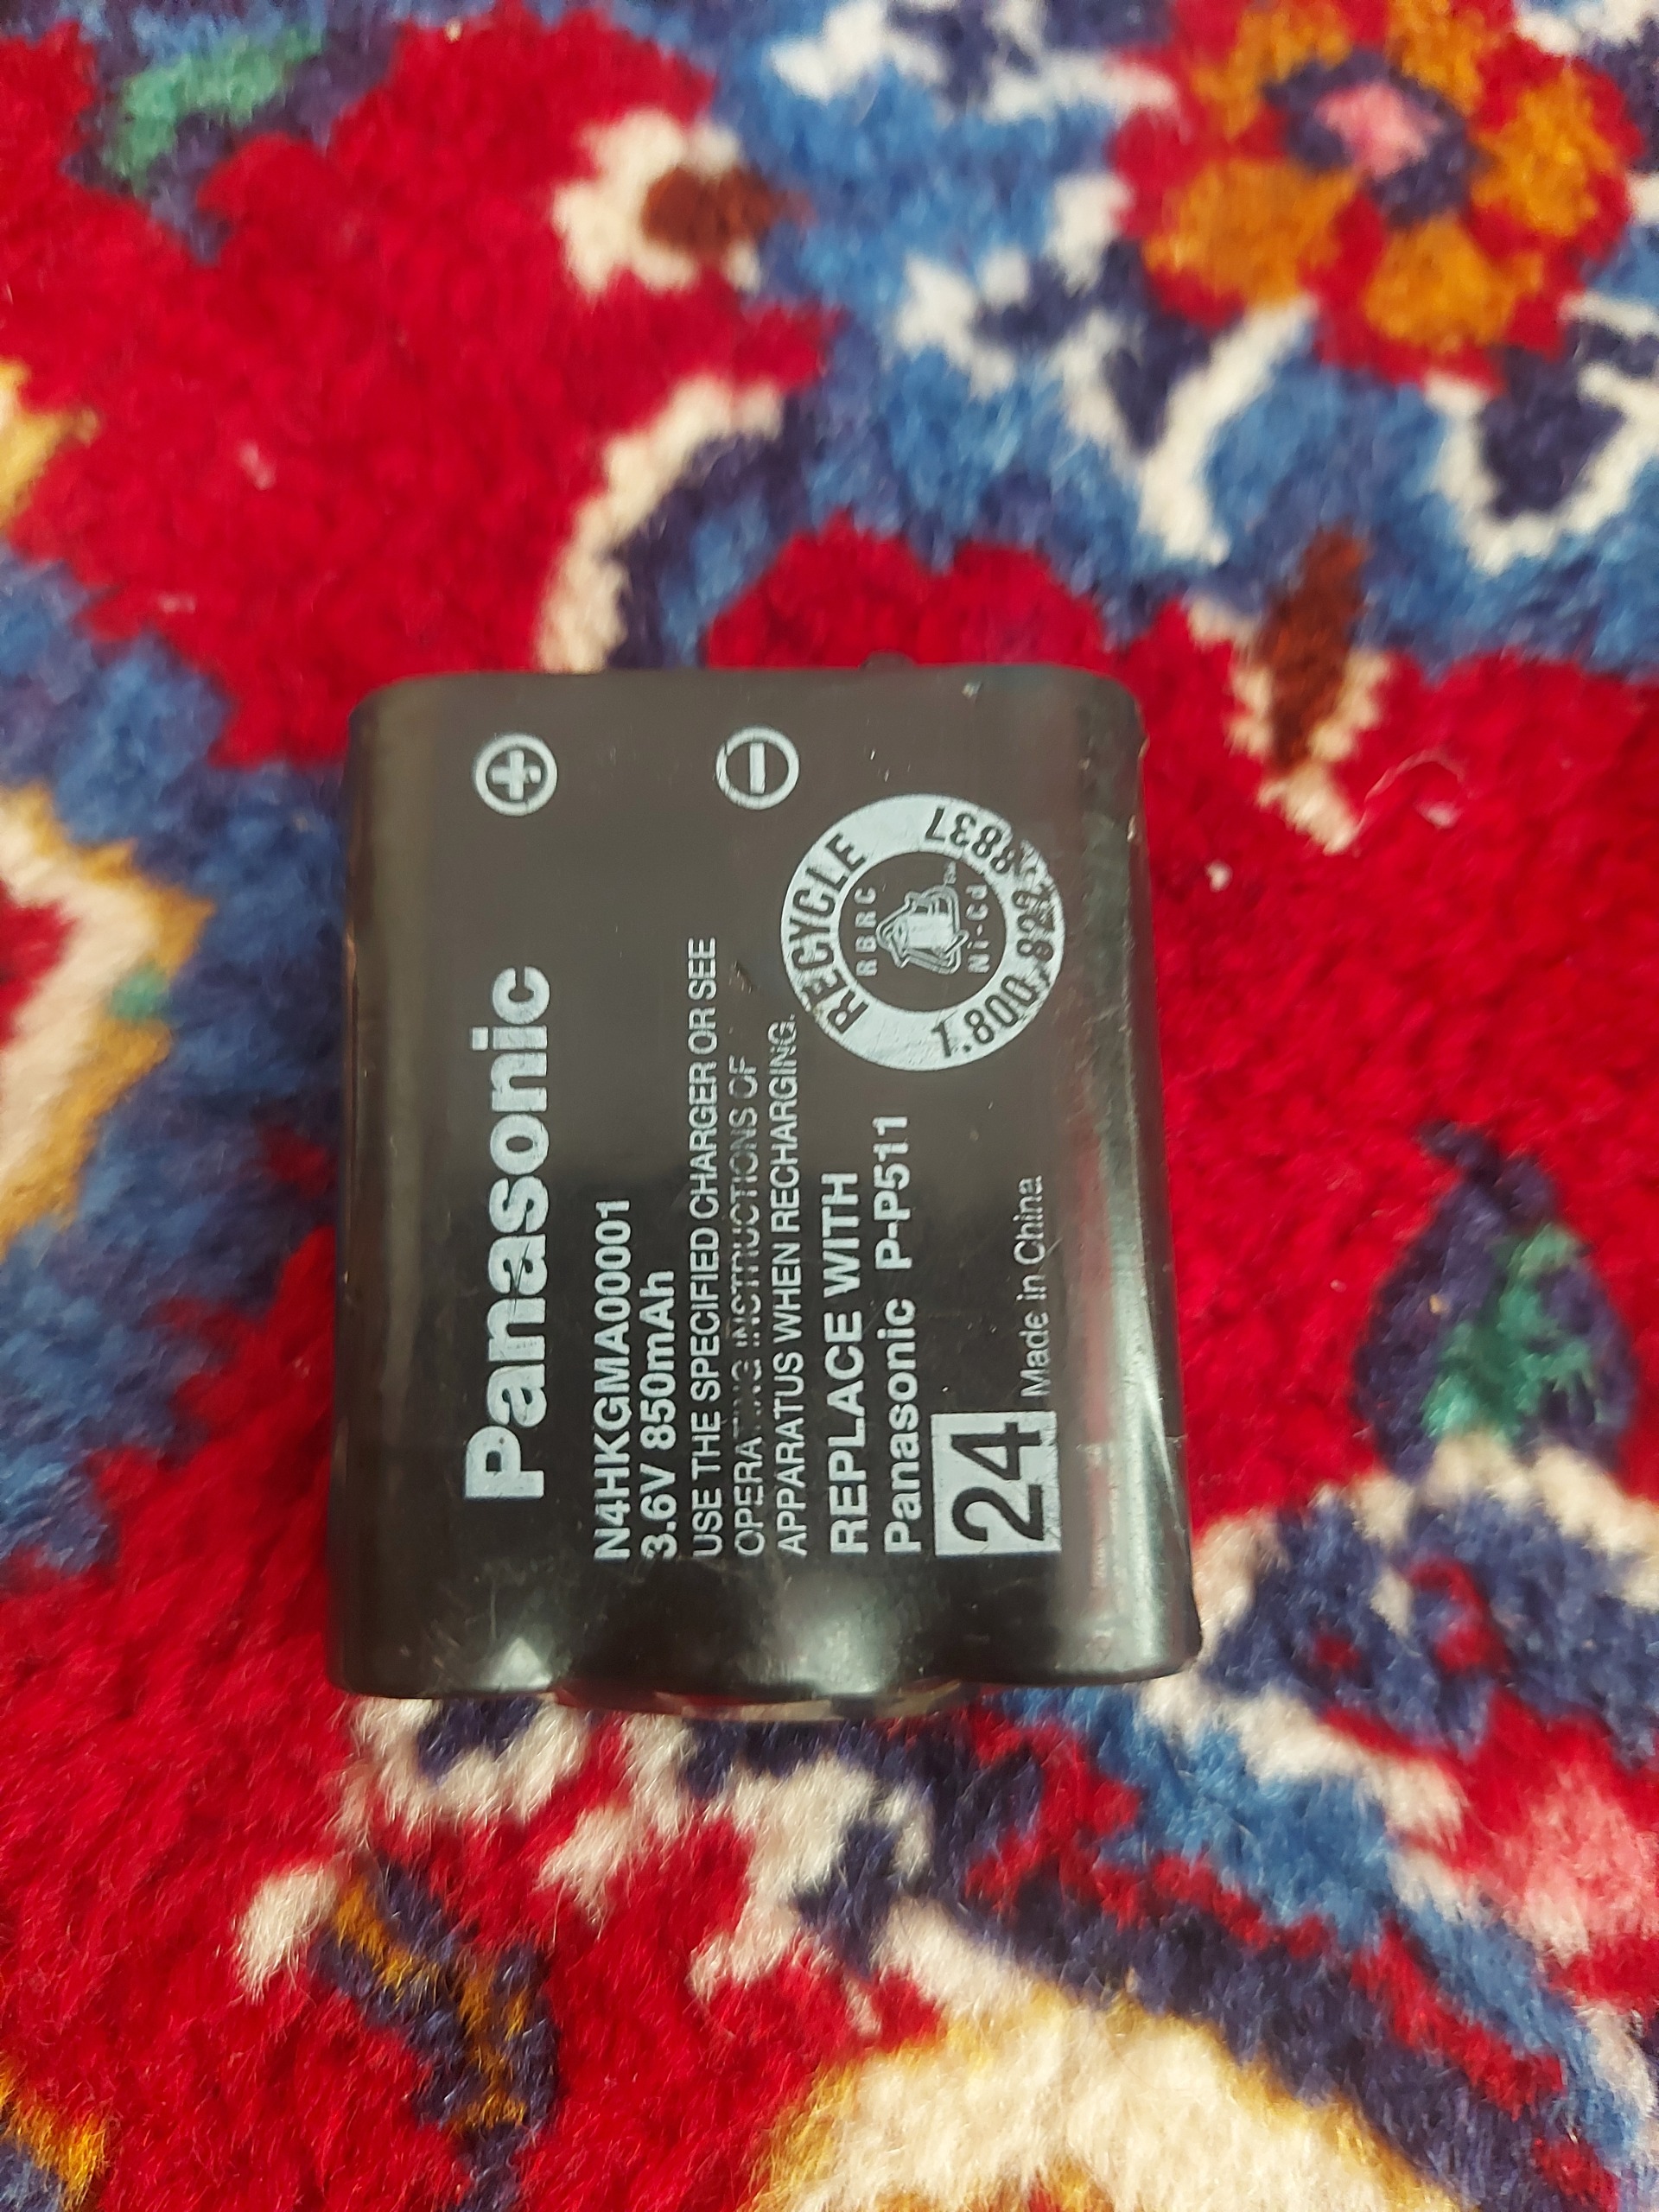 Panasonic
N4HKGMA00001
3.6V 850mAh
USE THE SPECIFIED CHARGER OR SEE
OPERATING INSTRUCTIONS OF
APPARATUS WHEN RECHARGING.
REPLACE WITH
Panasonic P-P511
24 Made in China
RECYCLE
1.800.822.8837
RBRC
Ni-Cd